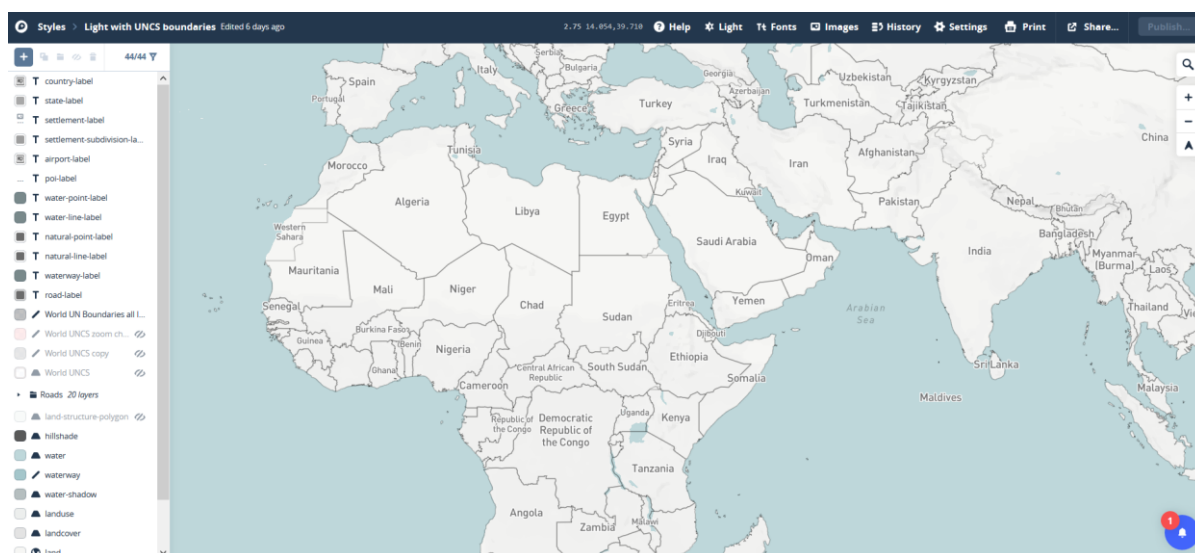 Styles > Light with UNCS boundaries Edited 6 days ago
2.75 14.054,39.710 Help Light Tt Fonts Images History Settings Print Share... Publish...
44/44
country-label
state-label
settlement-label
settlement-subdivision-la...
airport-label
poi-label
water-point-label
water-line-label
natural-point-label
natural-line-label
waterway-label
road-label
World UN Boundaries all l...
World UNCS zoom ch...
World UNCS copy
World UNCS
Roads 20 layers
land-structure-polygon
hillshade
water
waterway
water-shadow
landuse
landcover
land
Serbia
Italy
Bulgaria
Spain
Portugal
Greece
Turkey
Georgia
Azerbaijan
Uzbekistan
Kyrgyzstan
Turkmenistan
Tajikistan
China
Tunisia
Morocco
Syria
Iraq
Iran
Afghanistan
Algeria
Libya
Egypt
Kuwait
Pakistan
Nepal
Bhutan
Western
Sahara
Saudi Arabia
Oman
India
Bangladesh
Myanmar
(Burma)
Laos
Mauritania
Mali
Niger
Chad
Sudan
Eritrea
Yemen
Arabian
Sea
Thailand
Senegal
Burkina Faso
Guinea
Benin
Ghana
Nigeria
Djibouti
Ethiopia
Central African
Republic
South Sudan
Somalia
Sri Lanka
Maldives
Malaysia
Cameroon
Republic of
the Congo
Democratic
Republic of
the Congo
Uganda
Kenya
Tanzania
Angola
Zambia
Malawi
1